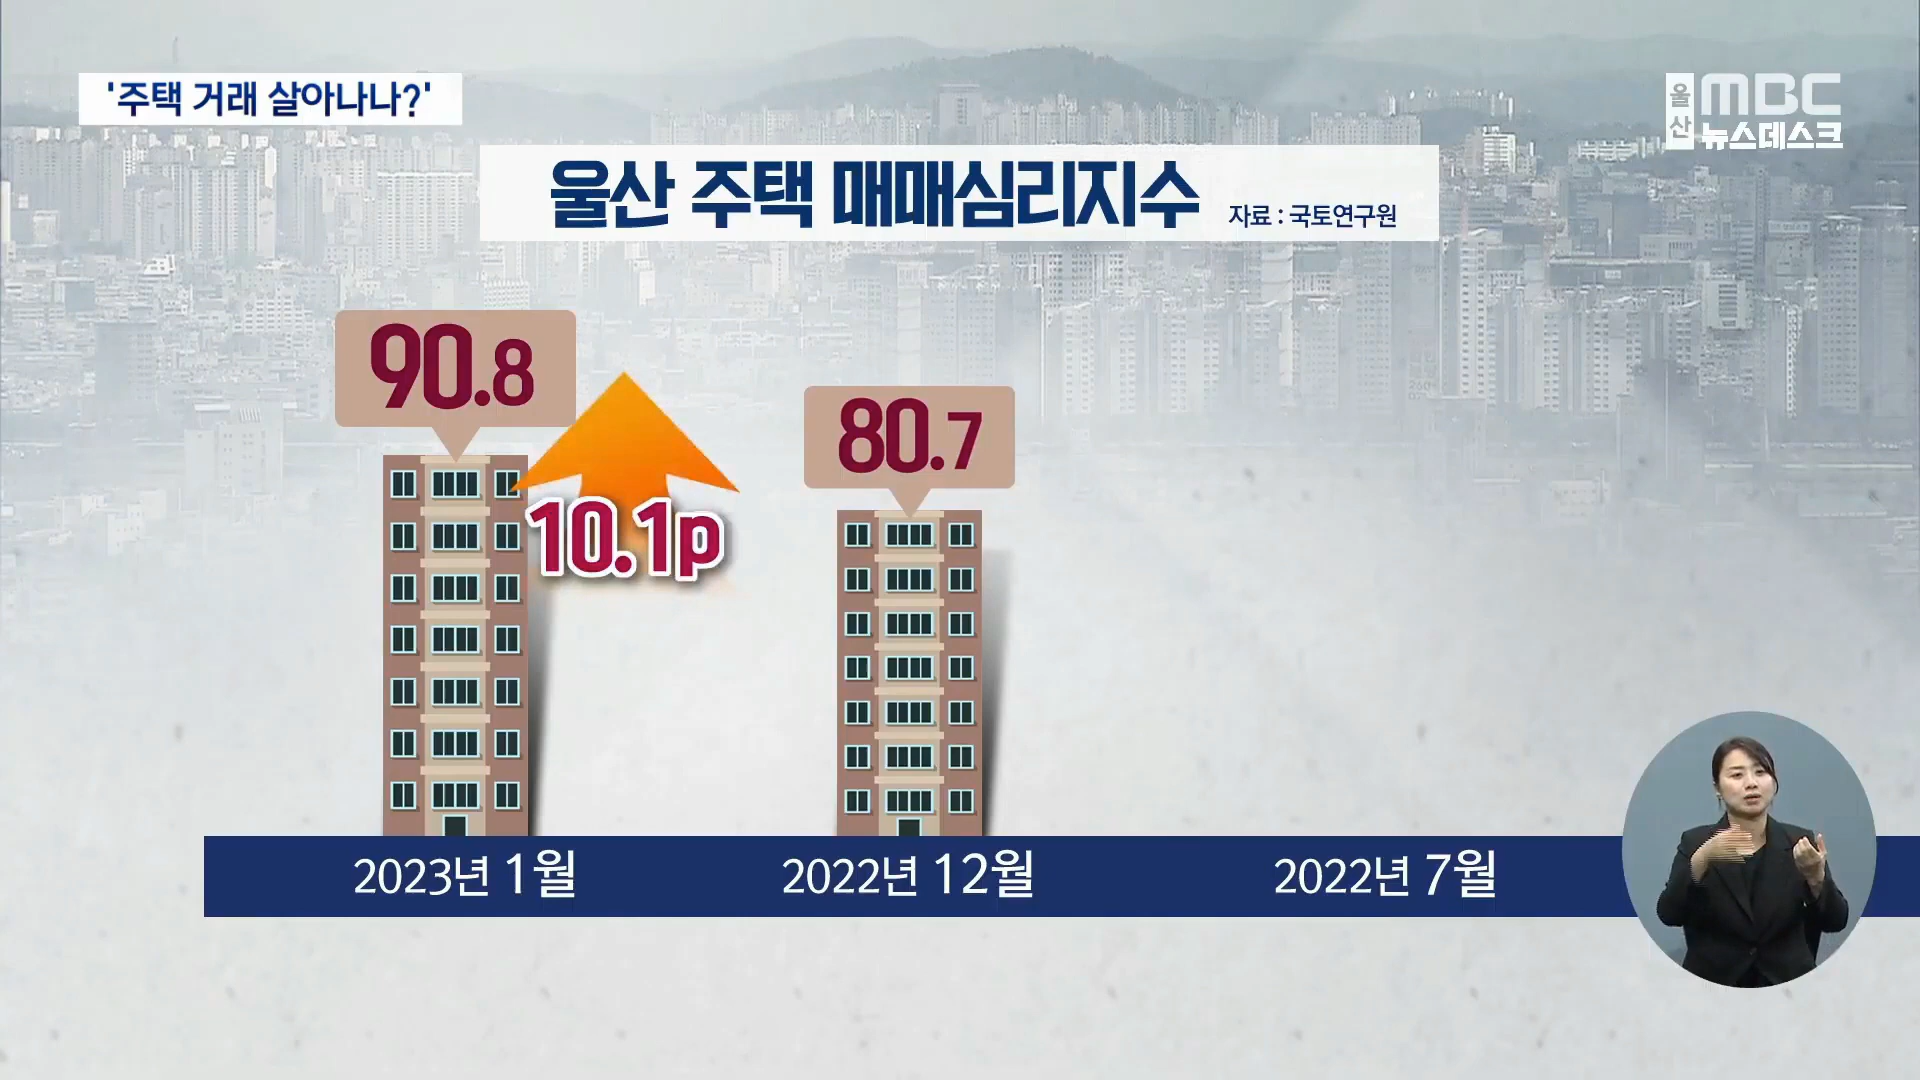 '주택 거래 살아나나?'
울산 MBC 뉴스데스크
울산 주택 매매심리지수 자료 : 국토연구원
90.8
80.7
10.1p
2023년 1월
2022년 12월
2022년 7월